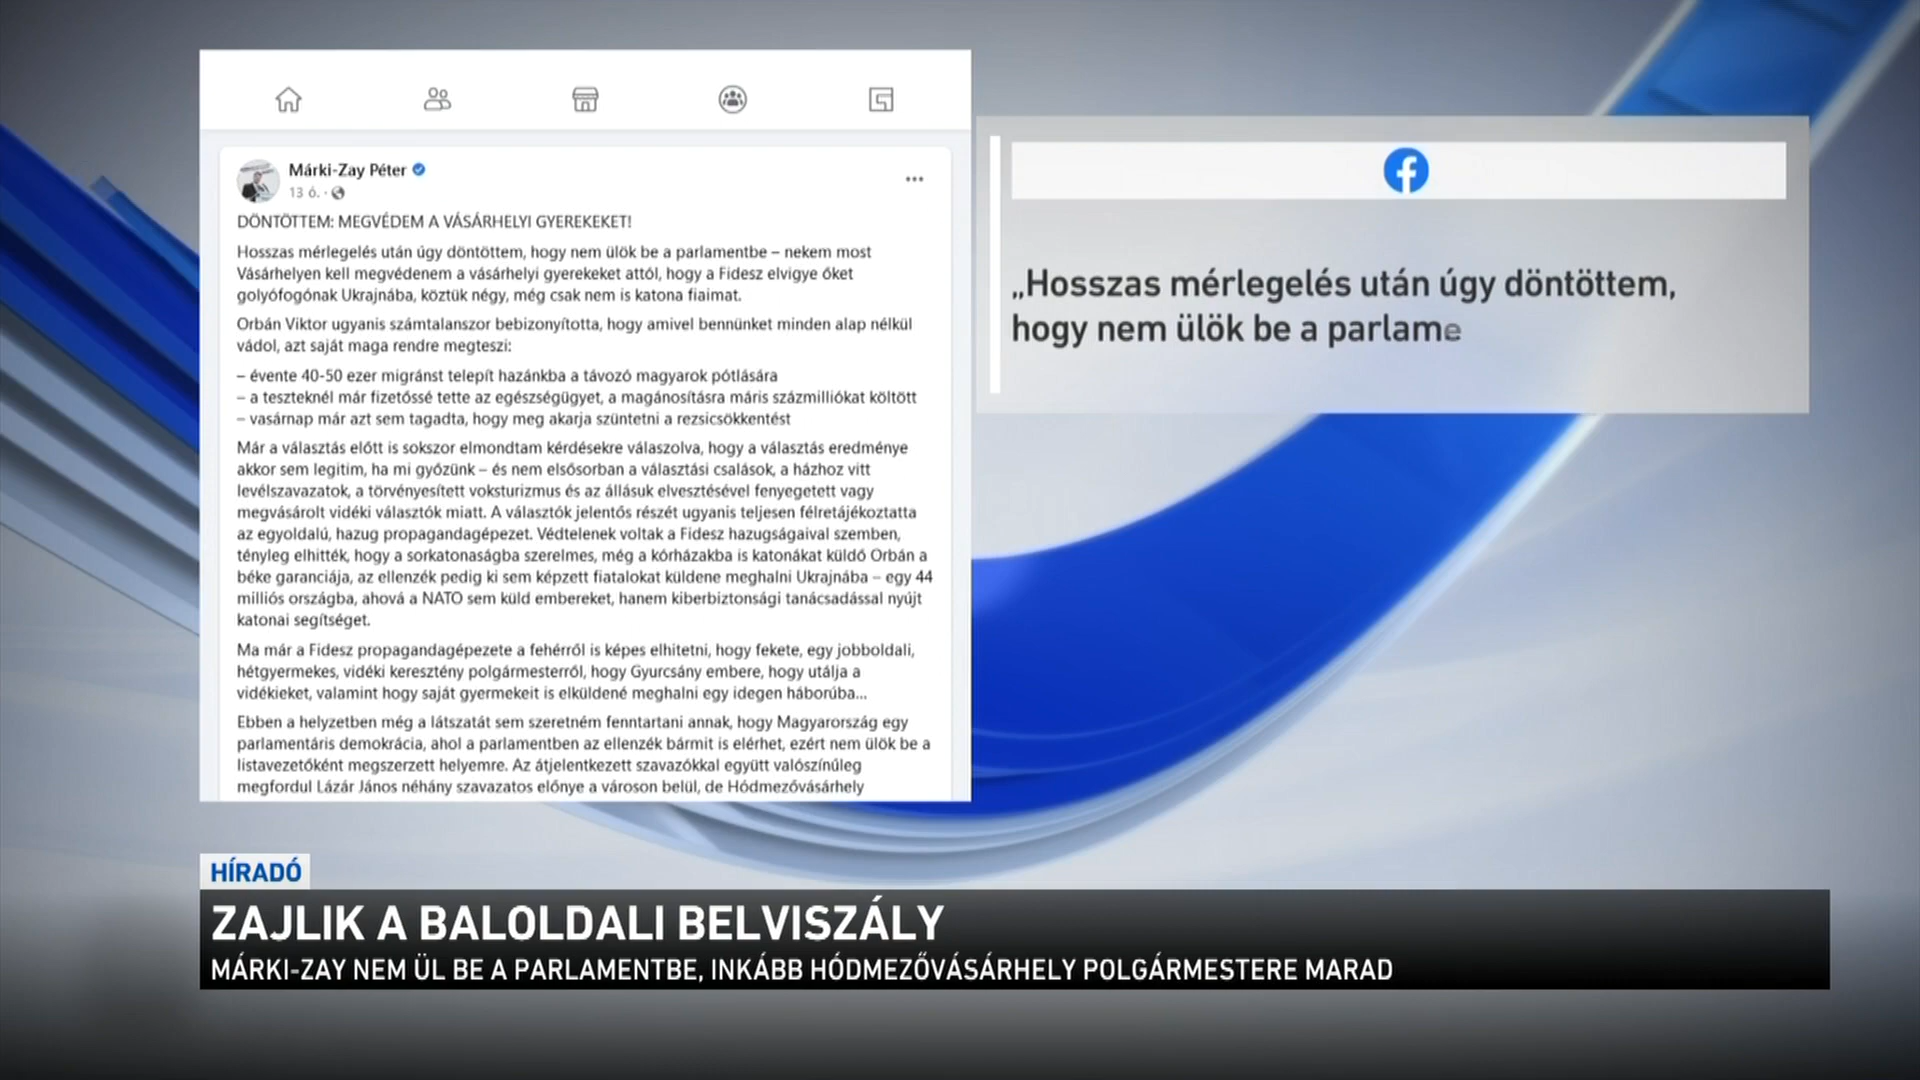 Márki-Zay Péter
13 ó. ·
DÖNTÖTTEM: MEGVÉDEM A VÁSÁRHELYI GYEREKEKET!
Hosszas mérlegelés után úgy döntöttem, hogy nem ülök be a parlamentbe – nekem most
Vásárhelyen kell megvédenem a vásárhelyi gyerekeket attól, hogy a Fidesz elvigye őket
golyófogónak Ukrajnába, köztük négy, még csak nem is katona fiaimat.
Orbán Viktor ugyanis számtalanszor bebizonyította, hogy amivel bennünket minden alap nélkül
vádol, azt saját maga rendre megteszi:
– évente 40-50 ezer migránst telepít hazánkba a távozó magyarok pótlására
– a teszteknél már fizetőssé tette az egészségügyet, a magánosításra máris százmilliókat költött
– vasárnap már azt sem tagadta, hogy meg akarja szüntetni a rezsicsökkentést
Már a választás előtt is sokszor elmondtam kérdésekre válaszolva, hogy a választás eredménye
akkor sem legitim, ha mi győzünk – és nem elsősorban a választási csalások, a házhoz vitt
levélszavazatok, a törvényesített voksturizmus és az állásuk elvesztésével fenyegetett vagy
megvásárolt vidéki választók miatt. A választók jelentős részét ugyanis teljesen félretájékoztatta
az egyoldalú, hazug propagandagépezet. Védtelenek voltak a Fidesz hazugságaival szemben,
tényleg elhitték, hogy a sorkatonaságba szerelmes, még a kórházakba is katonákat küldő Orbán a
béke garanciája, az ellenzék pedig ki sem képzett fiatalokat küldene meghalni Ukrajnába – egy 44
milliós országba, ahová a NATO sem küld embereket, hanem kiberbiztonsági tanácsadással nyújt
katonai segítséget.
Ma már a Fidesz propagandagépezete a fehérről is képes elhitetni, hogy fekete, egy jobboldali,
hétgyermekes, vidéki keresztény polgármesterről, hogy Gyurcsány embere, hogy utálja a
vidékieket, valamint hogy saját gyermekeit is elküldené meghalni egy idegen háborúba...
Ebben a helyzetben még a látszatát sem szeretném fenntartani annak, hogy Magyarország egy
parlamentáris demokrácia, ahol a parlamentben az ellenzék bármit is elérhet, ezért nem ülök be a
listavezetőként megszerzett helyemre. Az átjelentkezett szavazókkal együtt valószínűleg
megfordul Lázár János néhány szavazatos előnye a városon belül, de Hódmezővásárhely
„Hosszas mérlegelés után úgy döntöttem,
hogy nem ülök be a parlame
HÍRADÓ
ZAJLIK A BALOLDALI BELVISZÁLY
MÁRKI-ZAY NEM ÜL BE A PARLAMENTBE, INKÁBB HÓDMEZŐVÁSÁRHELY POLGÁRMESTERE MARAD